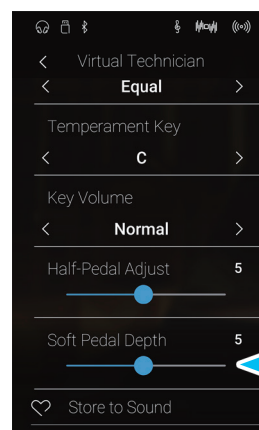 Virtual Technician
Equal
Temperament Key
C
Key Volume
Normal
Half-Pedal Adjust 5
Soft Pedal Depth 5
Store to Sound